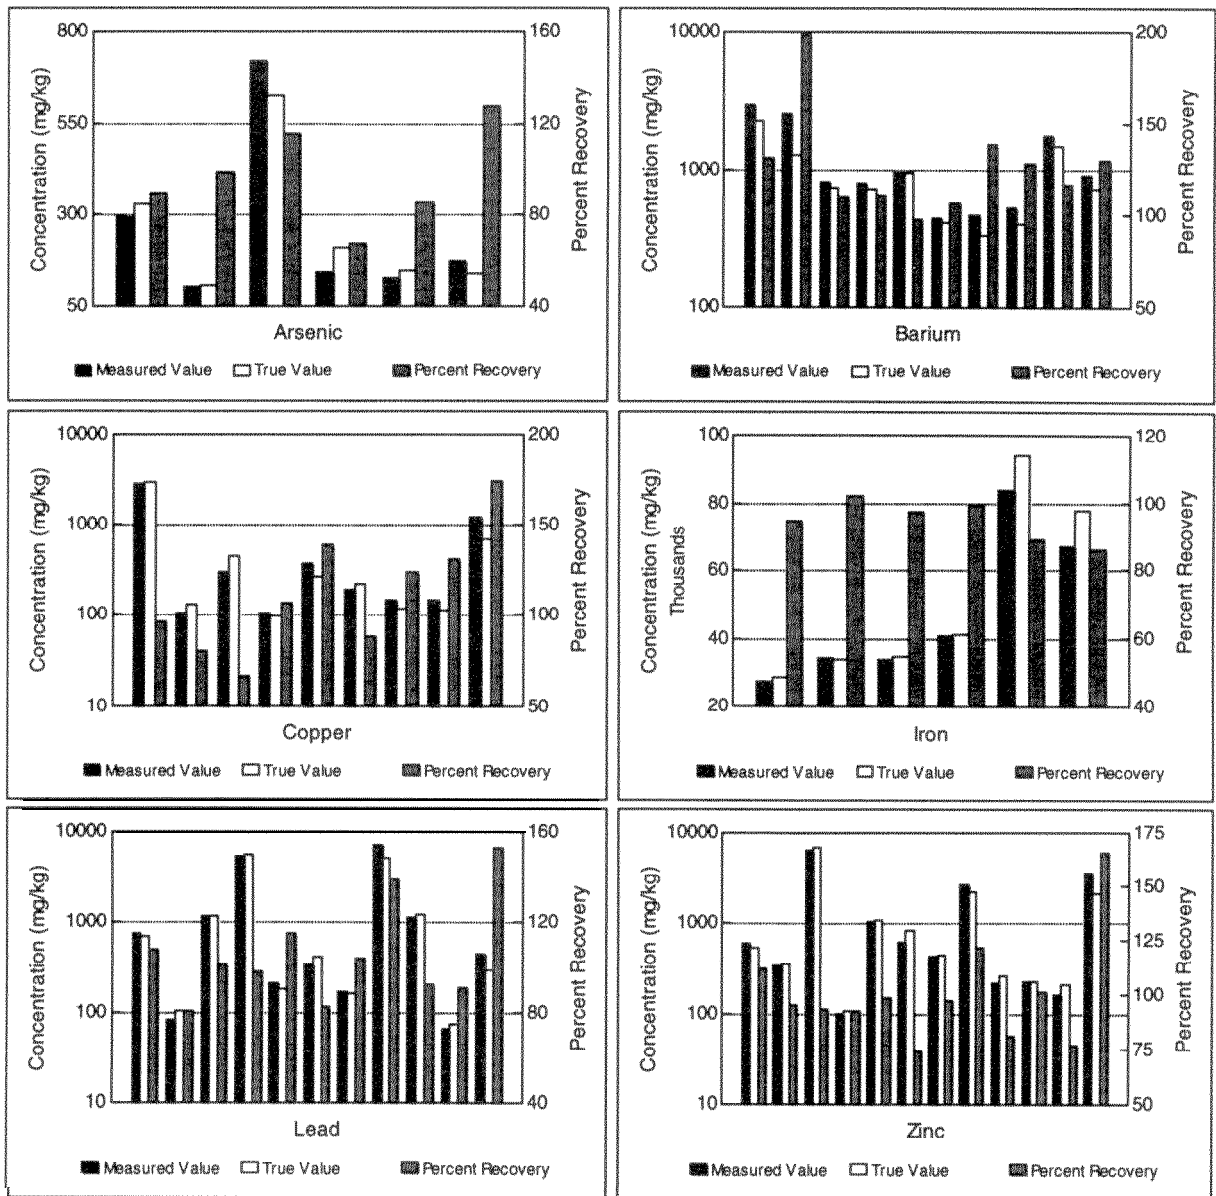 800
550
300
50
Concentration (mg/kg)
160
120
80
40
Percent Recovery
Arsenic
Measured Value True Value Percent Recovery
10000
1000
100
Concentration (mg/kg)
200
150
100
50
Percent Recovery
Barium
Measured Value True Value Percent Recovery
10000
1000
100
10
Concentration (mg/kg)
200
150
100
50
Percent Recovery
Copper
Measured Value True Value Percent Recovery
100
80
60
40
20
Concentration (mg/kg)
Thousands
120
100
80
60
40
Percent Recovery
Iron
Measured Value True Value Percent Recovery
10000
1000
100
10
Concentration (mg/kg)
160
120
80
40
Percent Recovery
Lead
Measured Value True Value Percent Recovery
10000
1000
100
10
Concentration (mg/kg)
175
150
125
100
75
50
Percent Recovery
Zinc
Measured Value True Value Percent Recovery